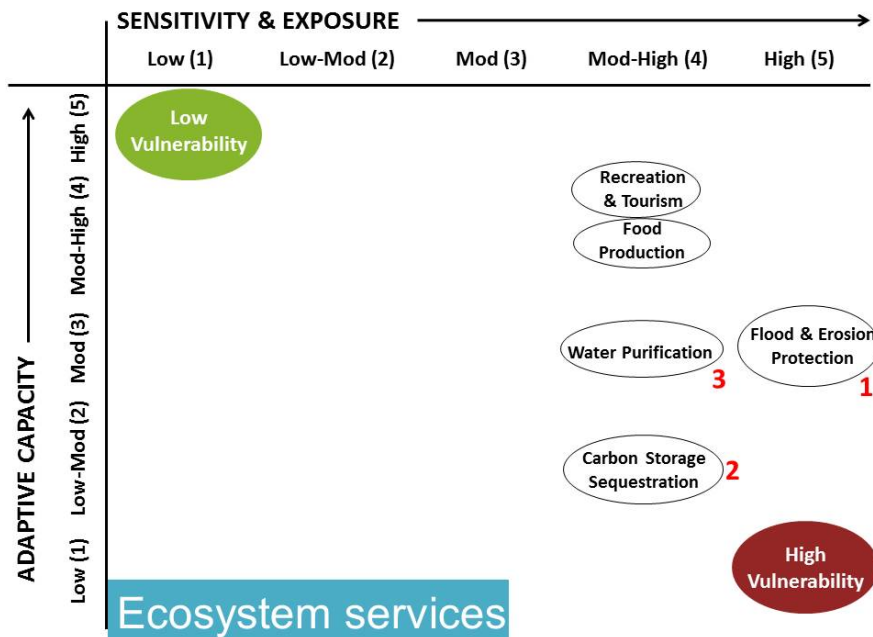 SENSITIVITY & EXPOSURE
Low (1)
Low-Mod (2)
Mod (3)
Mod-High (4)
High (5)
ADAPTIVE CAPACITY
High (5)
Mod-High (4)
Mod (3)
Low-Mod (2)
Low (1)
Low
Vulnerability
Recreation
& Tourism
Food
Production
Water Purification
3
Flood & Erosion
Protection
1
Carbon Storage
Sequestration
2
High
Vulnerability
Ecosystem services